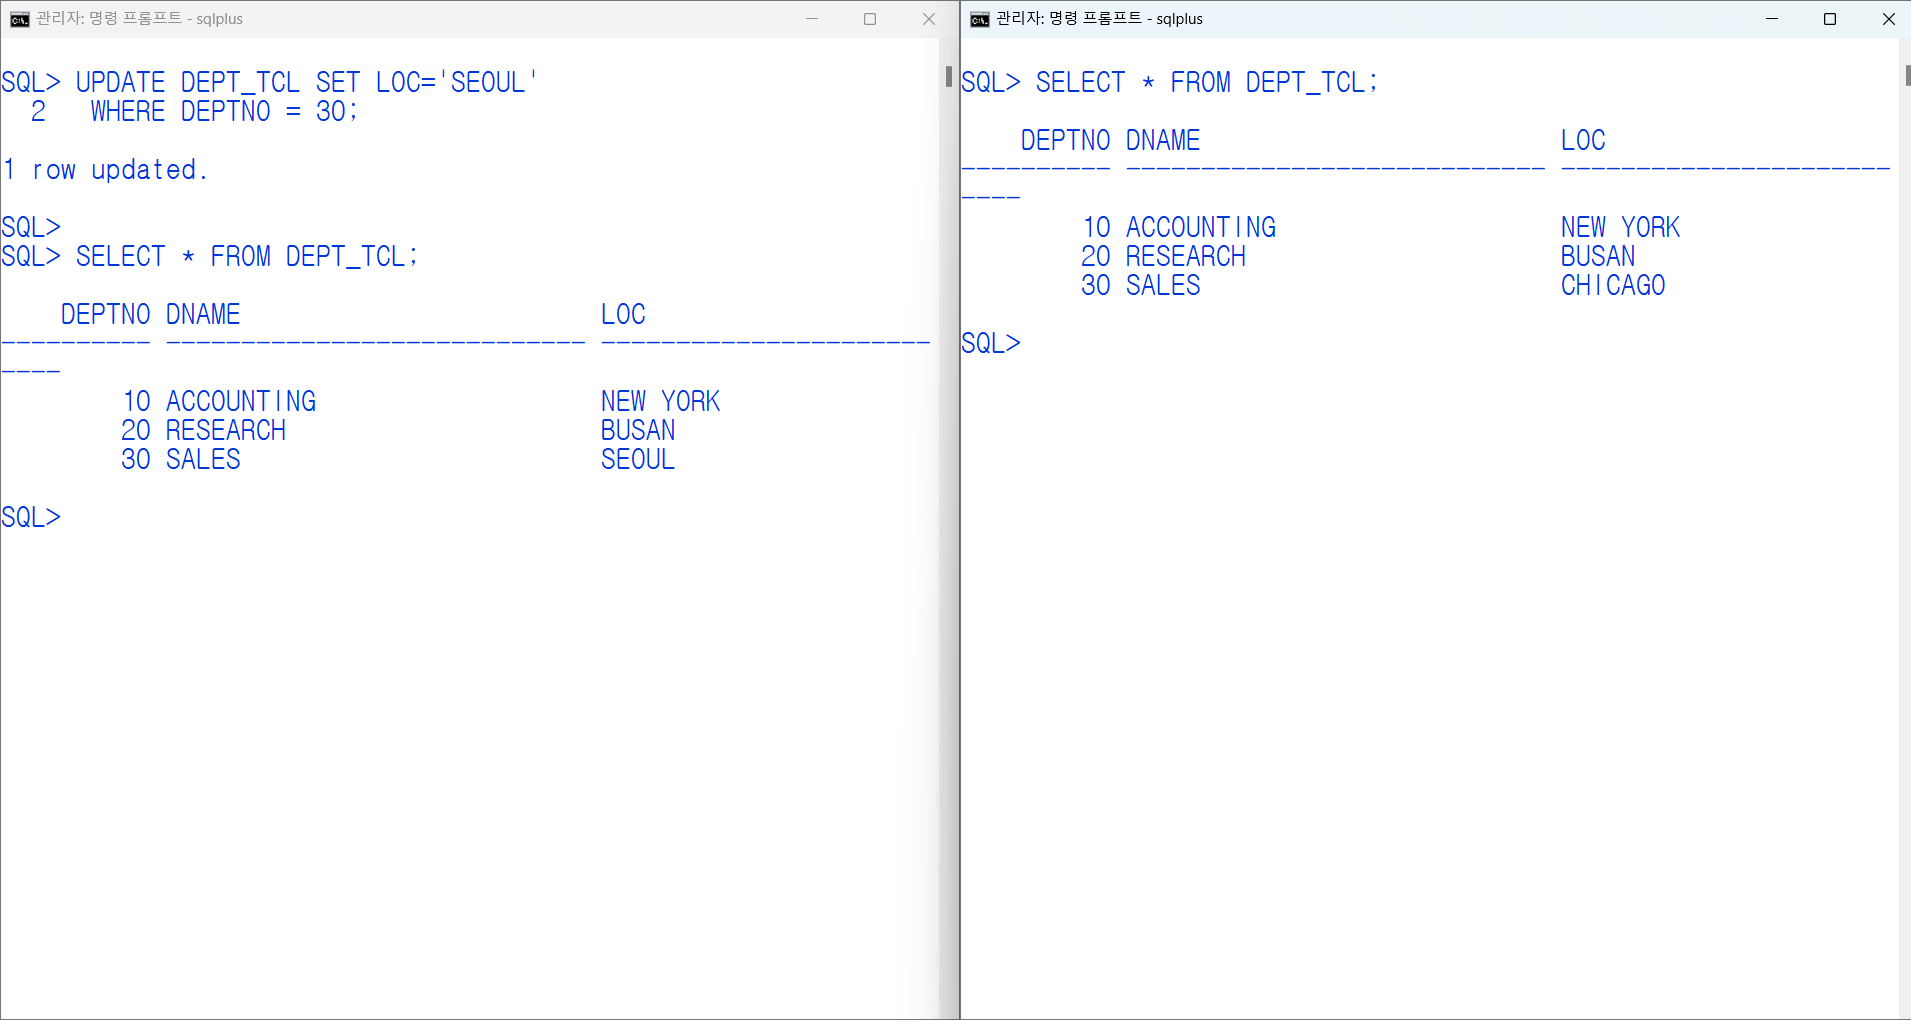 관리자: 명령 프롬프트 - sqlplus
SQL> UPDATE DEPT_TCL SET LOC='SEOUL'
  2   WHERE DEPTNO = 30;
1 row updated.
SQL>
SQL> SELECT * FROM DEPT_TCL;
    DEPTNO DNAME                        LOC
---------- ---------------------------- ----------------------
----
        10 ACCOUNTING                   NEW YORK
        20 RESEARCH                     BUSAN
        30 SALES                        SEOUL
SQL>
관리자: 명령 프롬프트 - sqlplus
SQL> SELECT * FROM DEPT_TCL;
    DEPTNO DNAME                        LOC
---------- ---------------------------- ----------------------
----
        10 ACCOUNTING                   NEW YORK
        20 RESEARCH                     BUSAN
        30 SALES                        CHICAGO
SQL>